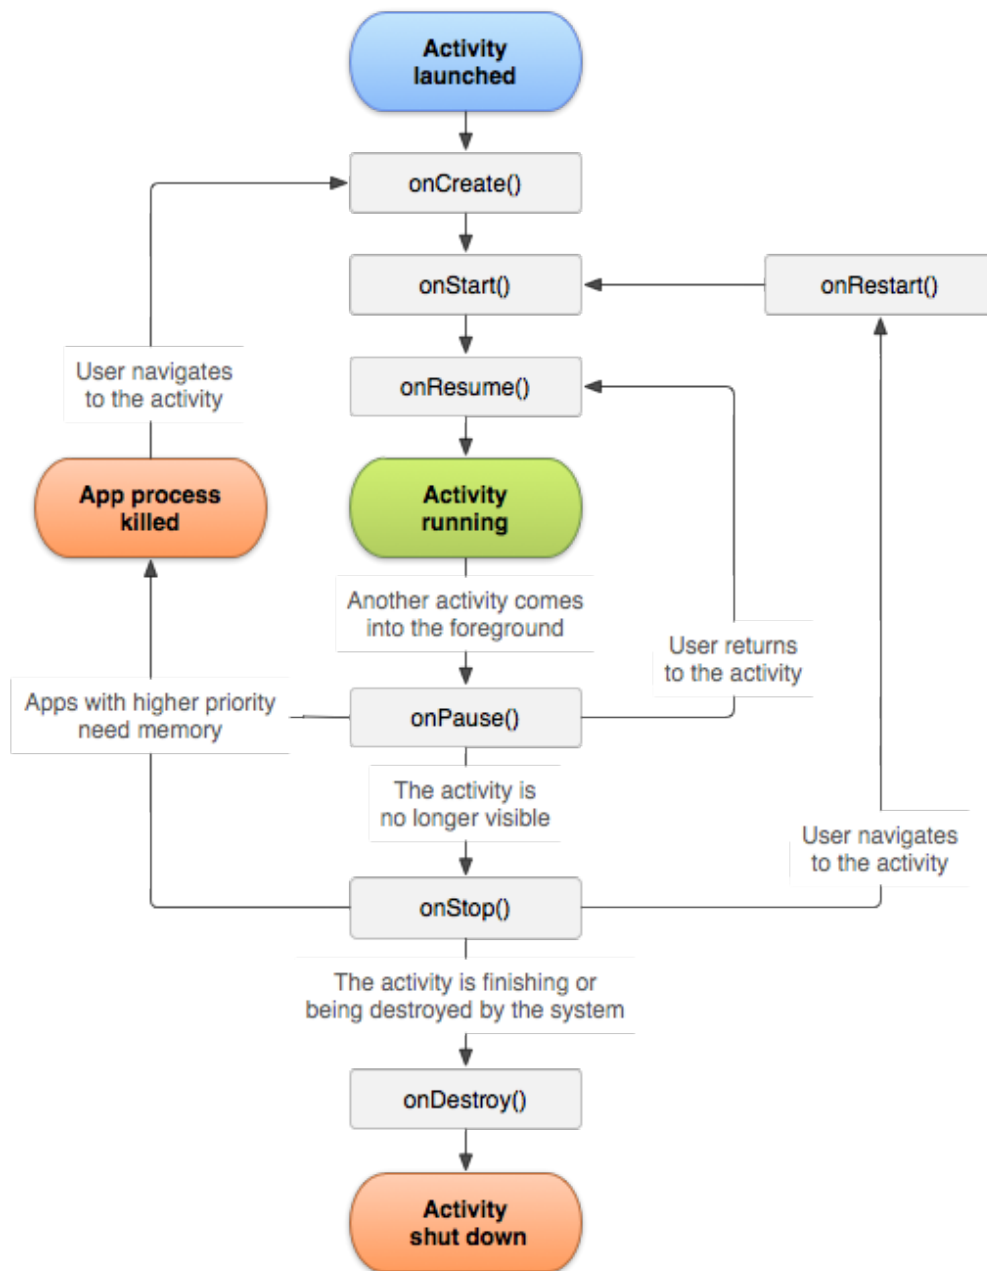 Activity
launched
onCreate()
onStart()
onRestart()
User navigates
to the activity
onResume()
App process
killed
Activity
running
Another activity comes
into the foreground
User returns
to the activity
Apps with higher priority
need memory
onPause()
The activity is
no longer visible
User navigates
to the activity
onStop()
The activity is finishing or
being destroyed by the system
onDestroy()
Activity
shut down